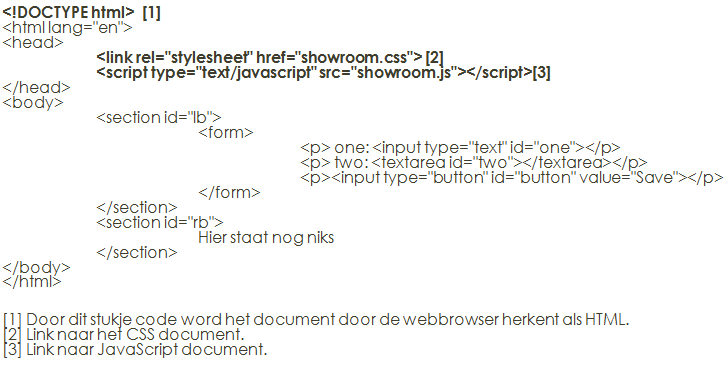 <!DOCTYPE html> [1]
<html lang="en">
<head>
<link rel="stylesheet" href="showroom.css"> [2]
<script type="text/javascript" src="showroom.js"></script>[3]
</head>
<body>
<section id="lb">
<form>
<p> one: <input type="text" id="one"></p>
<p> two: <textarea id="two"></textarea></p>
<p><input type="button" id="button" value="Save"></p>
</form>
</section>
<section id="rb">
Hier staat nog niks
</section>
</body>
</html>
[1] Door dit stukje code word het document door de webbrowser herkent als HTML.
[2] Link naar het CSS document.
[3] Link naar JavaScript document.